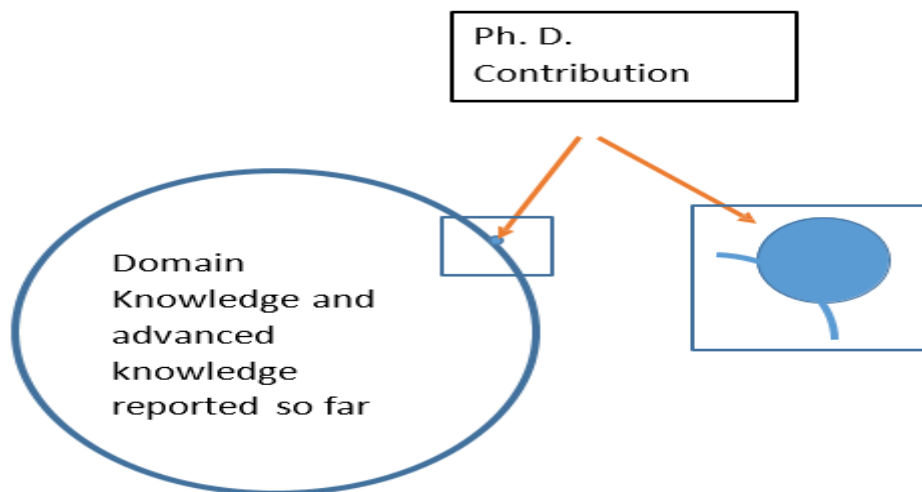 Ph. D.
Contribution
Domain
Knowledge and
advanced
knowledge
reported so far